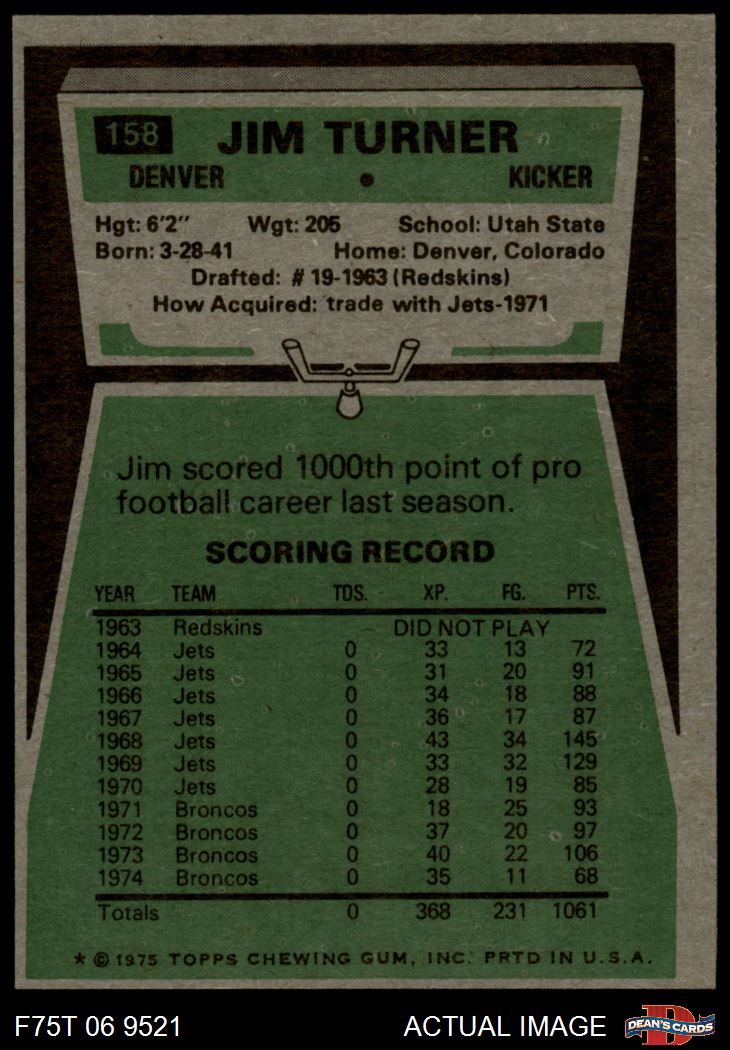 158 JIM TURNER
DENVER • KICKER
Hgt: 6'2" Wgt: 205 School: Utah State
Born: 3-28-41 Home: Denver, Colorado
Drafted: #19-1963 (Redskins)
How Acquired: trade with Jets-1971
Jim scored 1000th point of pro
football career last season.
SCORING RECORD
YEAR TEAM TDS. XP. FG. PTS.
1963 Redskins DID NOT PLAY
1964 Jets 0 33 13 72
1965 Jets 0 31 20 91
1966 Jets 0 34 18 88
1967 Jets 0 36 17 87
1968 Jets 0 43 34 145
1969 Jets 0 33 32 129
1970 Jets 0 28 19 85
1971 Broncos 0 18 25 93
1972 Broncos 0 37 20 97
1973 Broncos 0 40 22 106
1974 Broncos 0 35 11 68
Totals 0 368 231 1061
* © 1975 TOPPS CHEWING GUM, INC. PRTD IN U.S.A.
F75T 06 9521 ACTUAL IMAGE D DEAN'S CARDS